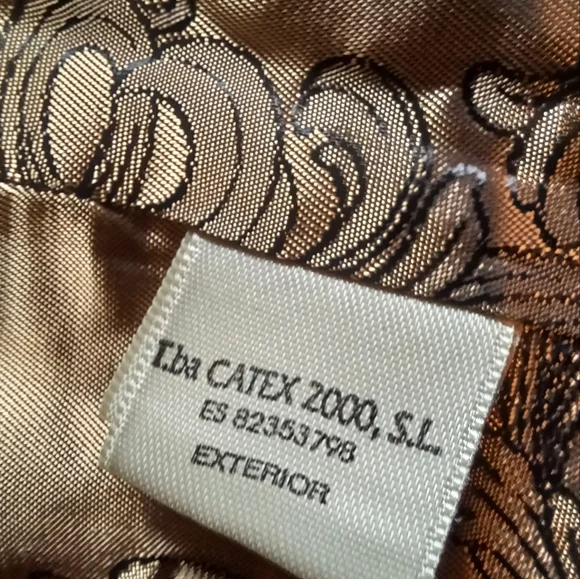 I.ba CATEX 2000, S.L.
ES 82353798
EXTERIOR